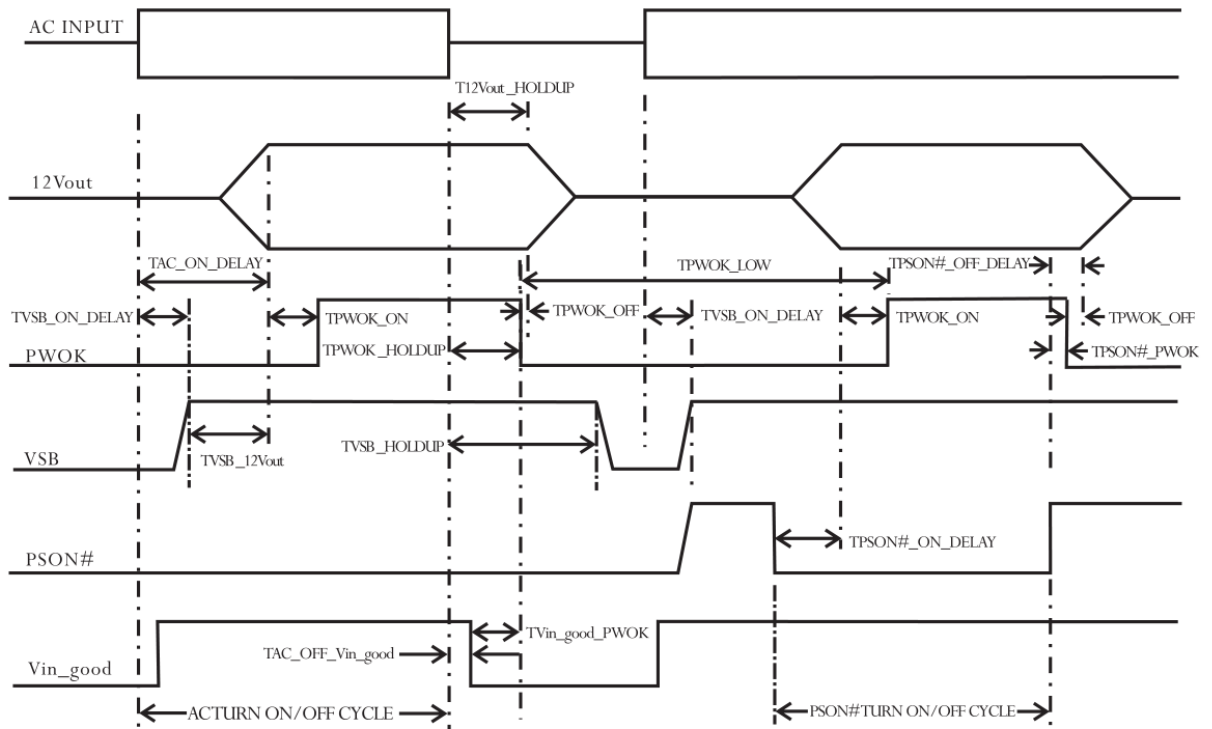 AC INPUT
T12Vout_HOLDUP
12Vout
TAC_ON_DELAY
TPWOK_LOW
TPSON#_OFF_DELAY
TVSB_ON_DELAY
TPWOK_ON
TPWOK_OFF
TVSB_ON_DELAY
TPWOK_ON
TPWOK_OFF
PWOK
TPWOK_HOLDUP
TPSON#_PWOK
VSB
TVSB_12Vout
TVSB_HOLDUP
PSON#
TPSON#_ON_DELAY
TVin_good_PWOK
TAC_OFF_Vin_good
Vin_good
ACTURN ON/OFF CYCLE
PSON#TURN ON/OFF CYCLE